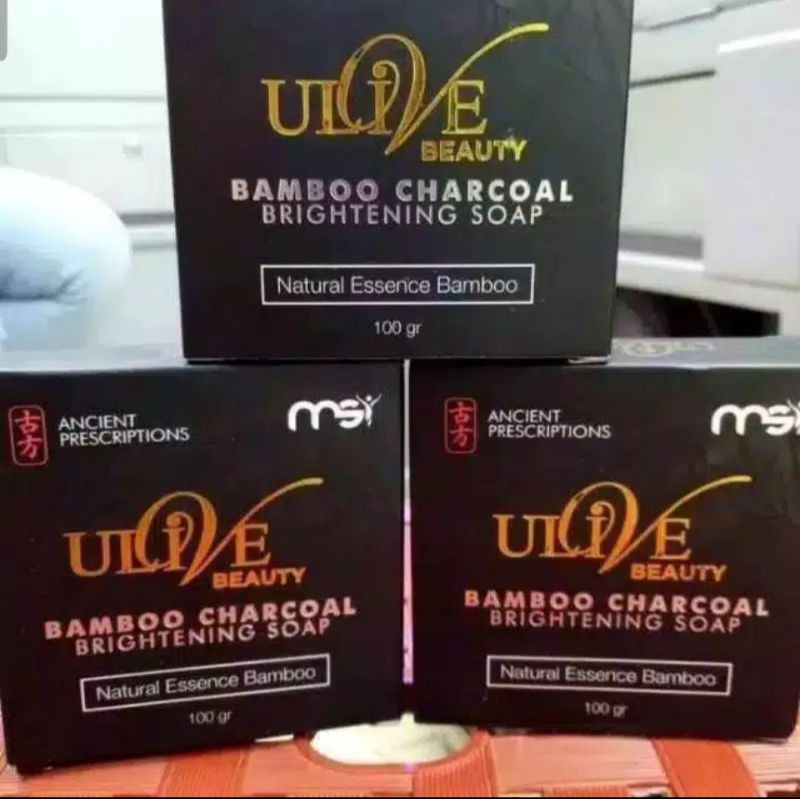 ULIVE
BEAUTY
BAMBOO CHARCOAL
BRIGHTENING SOAP
Natural Essence Bamboo
100 gr
古方
ANCIENT
PRESCRIPTIONS
msi
ULIVE
BEAUTY
BAMBOO CHARCOAL
BRIGHTENING SOAP
Natural Essence Bamboo
100 gr
古方
ANCIENT
PRESCRIPTIONS
msi
ULIVE
BEAUTY
BAMBOO CHARCOAL
BRIGHTENING SOAP
Natural Essence Bamboo
100 gr